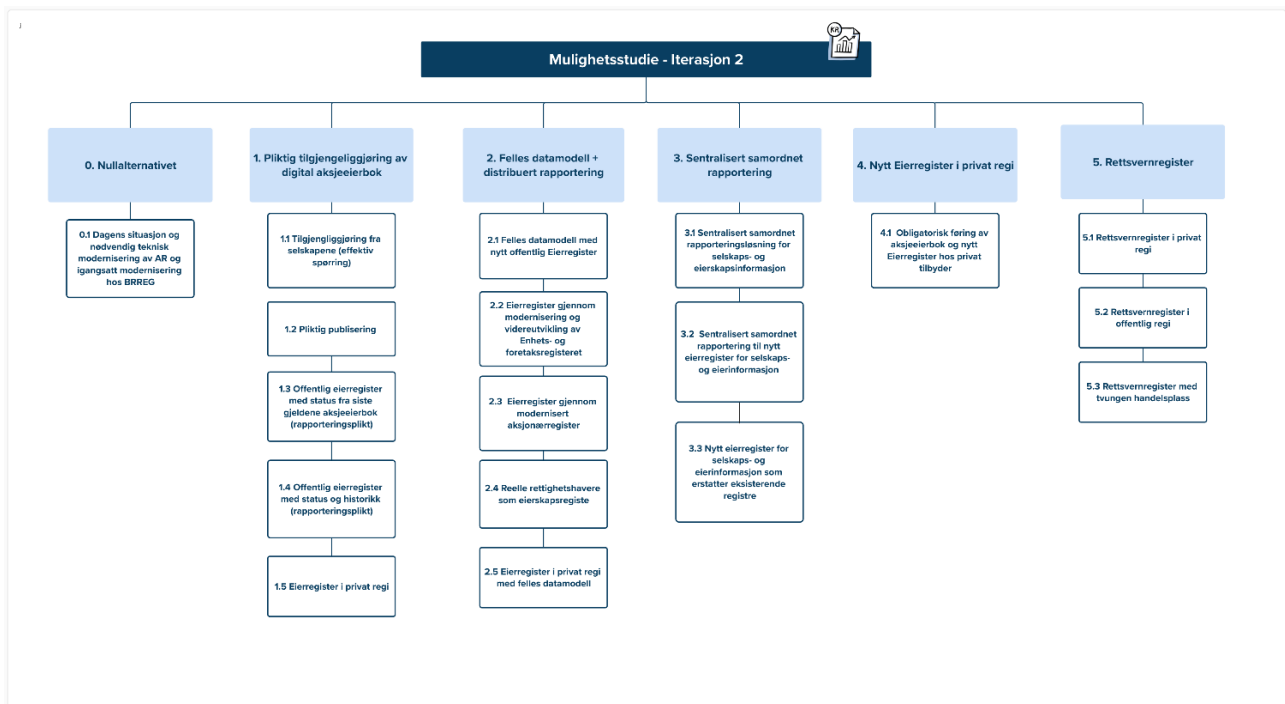 Mulighetsstudie - Iterasjon 2
KR
0. Nullalternativet
0.1 Dagens situasjon og
nødvendig teknisk
modernisering av AR og
igangsatt modernisering
hos BRREG
1. Pliktig tilgjengeliggjøring av
digital aksjeeierbok
1.1 Tilgjengliggjøring fra
selskapene (effektiv
spørring)
1.2 Pliktig publisering
1.3 Offentlig eierregister
med status fra siste
gjeldene aksjeeierbok
(rapporteringsplikt)
1.4 Offentlig eierregister
med status og historikk
(rapporteringsplikt)
1.5 Eierregister i privat regi
2. Felles datamodell +
distribuert rapportering
2.1 Felles datamodell med
nytt offentlig Eierregister
2.2 Eierregister gjennom
modernisering og
videreutvikling av
Enhets- og
foretaksregisteret
2.3 Eierregister gjennom
modernisert
aksjonærregister
2.4 Reelle rettighetshavere
som eierskapsregiste
2.5 Eierregister i privat regi
med felles datamodell
3. Sentralisert samordnet
rapportering
3.1 Sentralisert samordnet
rapporteringsløsning for
selskaps- og
eierskapsinformasjon
3.2 Sentralisert samordnet
rapportering til nytt
eierregister for selskaps-
og eierinformasjon
3.3 Nytt eierregister for
selskaps- og
eierinformasjon som
erstatter eksisterende
registre
4. Nytt Eierregister i privat regi
4.1 Obligatorisk føring av
aksjeeierbok og nytt
Eierregister hos privat
tilbyder
5. Rettsvernregister
5.1 Rettsvernregister i privat
regi
5.2 Rettsvernregister i
offentlig regi
5.3 Rettsvernregister med
tvungen handelsplass